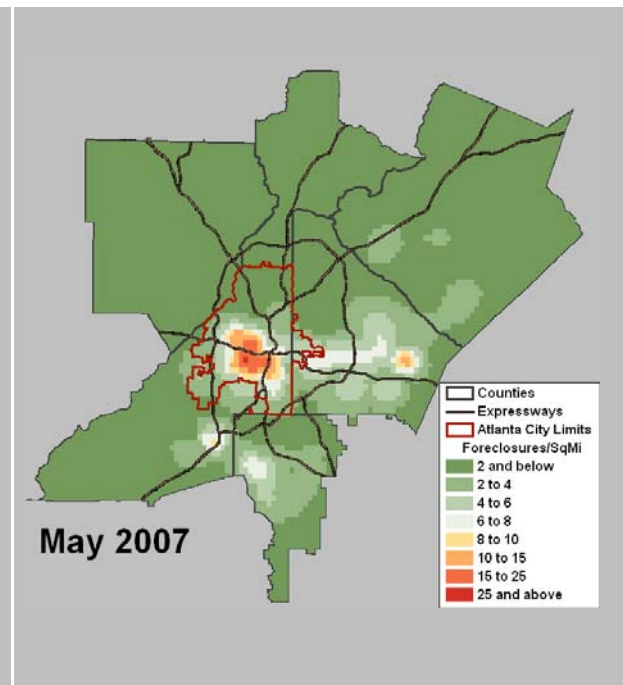 Counties
Expressways
Atlanta City Limits
Foreclosures/SqMi
2 and below
2 to 4
4 to 6
6 to 8
8 to 10
10 to 15
15 to 25
25 and above
May 2007